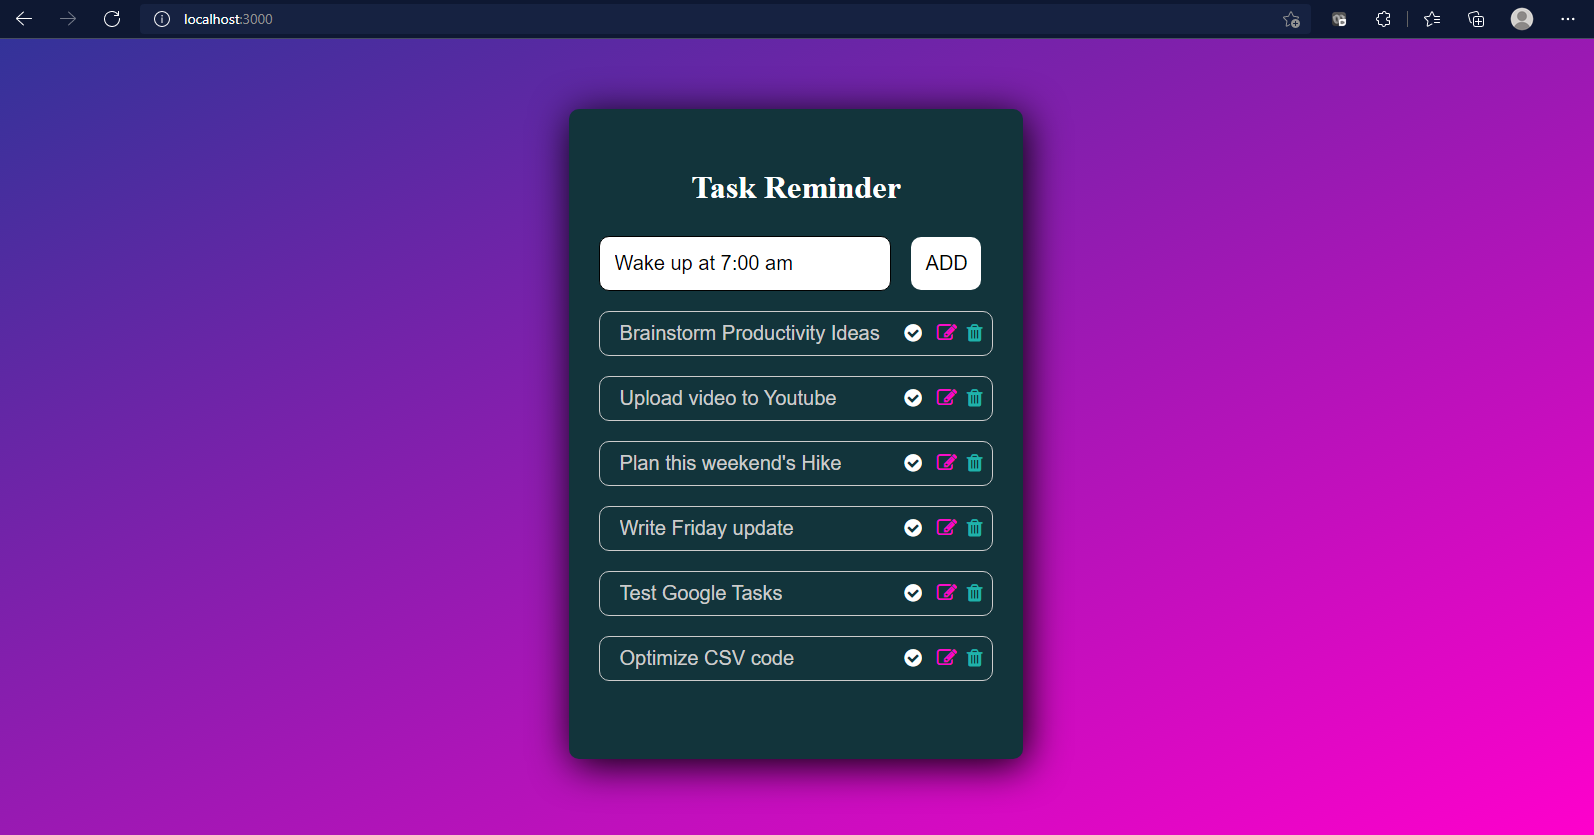 localhost:3000
Task Reminder
Wake up at 7:00 am
ADD
Brainstorm Productivity Ideas
Upload video to Youtube
Plan this weekend's Hike
Write Friday update
Test Google Tasks
Optimize CSV code